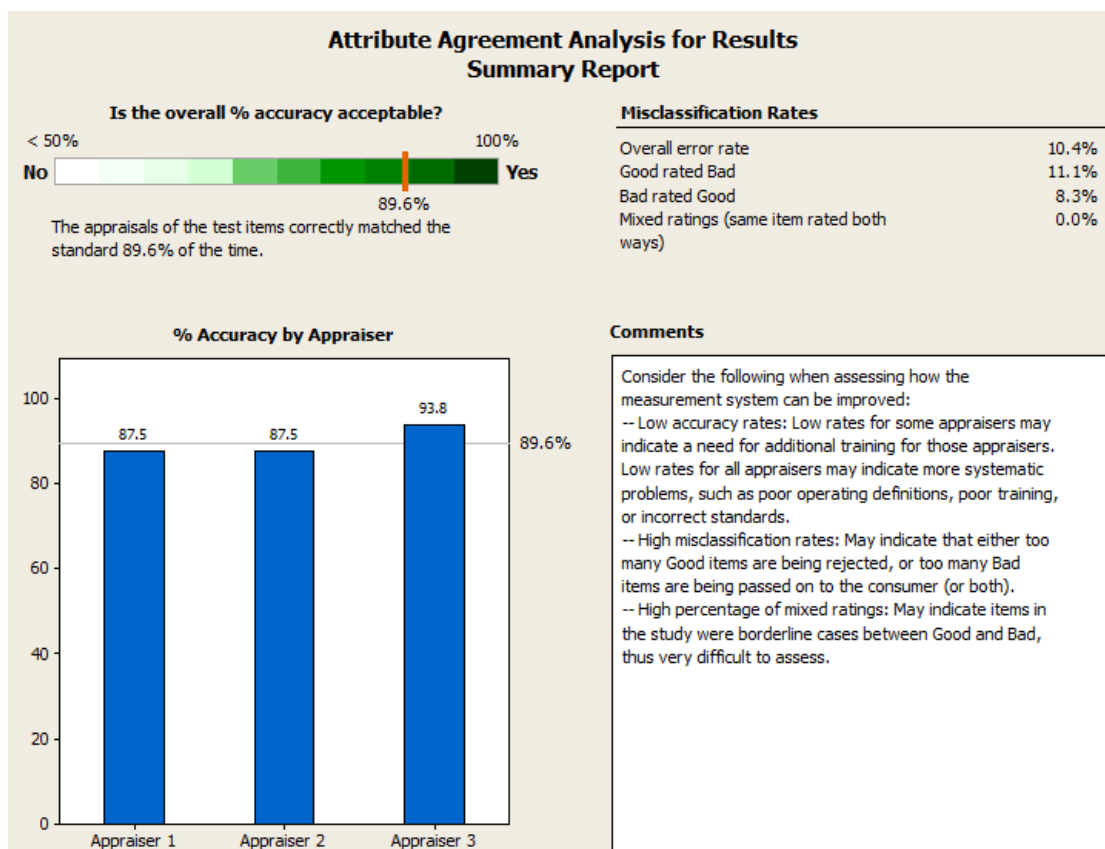 Attribute Agreement Analysis for Results
Summary Report
Is the overall % accuracy acceptable?
< 50%
100%
No
Yes
89.6%
The appraisals of the test items correctly matched the
standard 89.6% of the time.
Misclassification Rates
Overall error rate 10.4%
Good rated Bad 11.1%
Bad rated Good 8.3%
Mixed ratings (same item rated both 0.0%
ways)
% Accuracy by Appraiser
100
80
60
40
20
0
87.5
87.5
93.8
89.6%
Appraiser 1
Appraiser 2
Appraiser 3
Comments
Consider the following when assessing how the
measurement system can be improved:
-- Low accuracy rates: Low rates for some appraisers may
indicate a need for additional training for those appraisers.
Low rates for all appraisers may indicate more systematic
problems, such as poor operating definitions, poor training,
or incorrect standards.
-- High misclassification rates: May indicate that either too
many Good items are being rejected, or too many Bad
items are being passed on to the consumer (or both).
-- High percentage of mixed ratings: May indicate items in
the study were borderline cases between Good and Bad,
thus very difficult to assess.